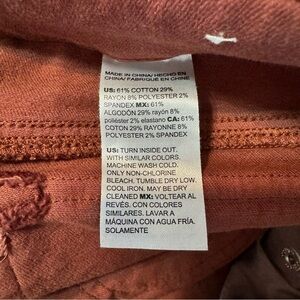 MADE IN CHINA/ HECHO EN
CHINA/ FABRIQUÉ EN CHINE
US: 61% COTTON 29%
RAYON 8% POLYESTER 2%
SPANDEX MX: 61%
ALGODÓN 29% rayón 8%
poliéster 2% elastano CA: 61%
COTON 29% RAYONNE 8%
POLYESTER 2% SPANDEX
US: TURN INSIDE OUT.
WITH SIMILAR COLORS.
MACHINE WASH COLD.
ONLY NON-CHLORINE
BLEACH. TUMBLE DRY LOW.
COOL IRON. MAY BE DRY
CLEANED MX: VOLTEAR AL
REVÉS. CON COLORES
SIMILARES. LAVAR A
MÁQUINA CON AGUA FRÍA.
SOLAMENTE